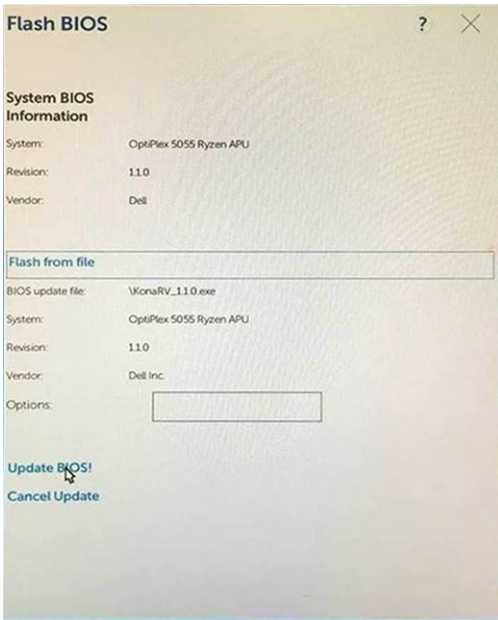 Flash BIOS ?
System BIOS
Information
System: OptiPlex 5055 Ryzen APU
Revision: 1.1.0
Vendor: Dell
Flash from file
BIOS update file: \KonaRV_1.1.0.exe
System: OptiPlex 5055 Ryzen APU
Revision: 1.1.0
Vendor: Dell Inc.
Options:
Update BIOS!
Cancel Update